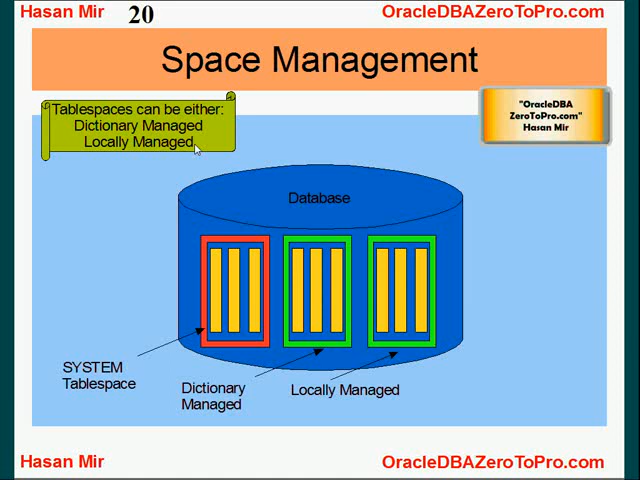 Hasan Mir 20 OracleDBAZeroToPro.com
Space Management
Tablespaces can be either:
Dictionary Managed
Locally Managed
"OracleDBA
ZeroToPro.com"
Hasan Mir
Database
SYSTEM
Tablespace
Dictionary
Managed
Locally Managed
Hasan Mir OracleDBAZeroToPro.com